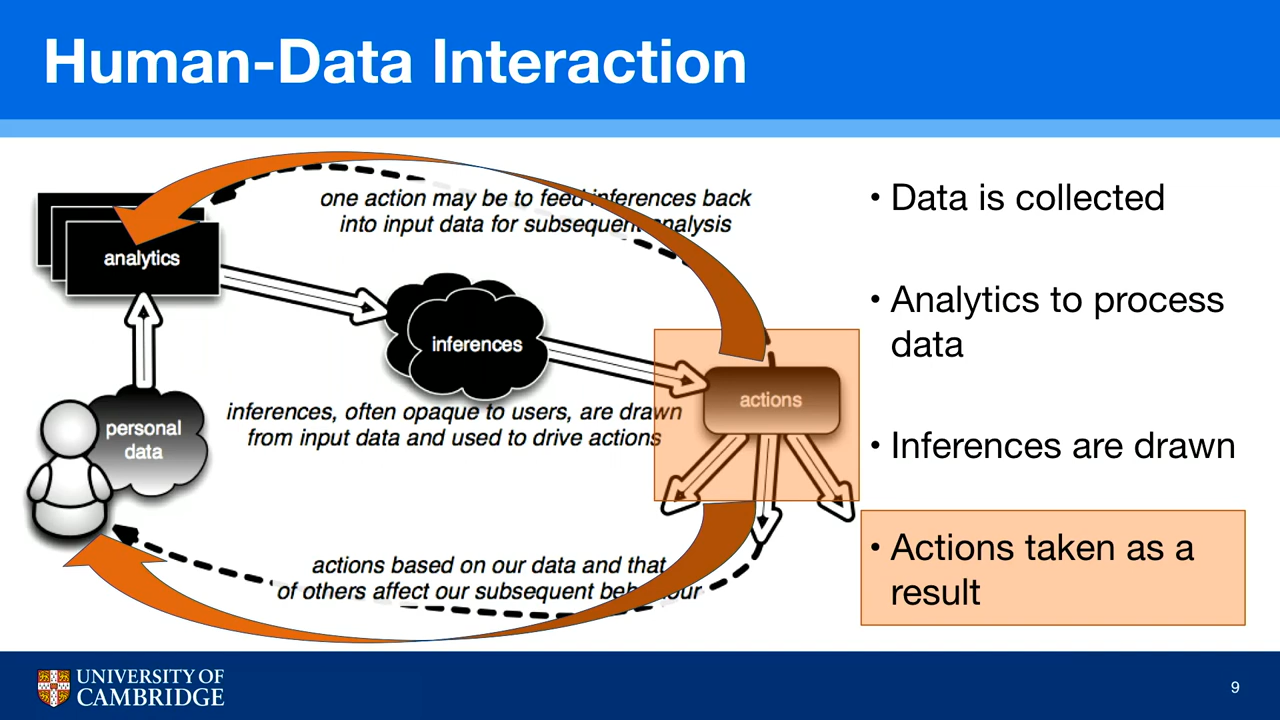 Human-Data Interaction
one action may be to feed inferences back
into input data for subsequent analysis
analytics
inferences
actions
personal
data
inferences, often opaque to users, are drawn
from input data and used to drive actions
actions based on our data and that
of others affect our subsequent behaviour
• Data is collected
• Analytics to process
data
• Inferences are drawn
• Actions taken as a
result
UNIVERSITY OF
CAMBRIDGE
9